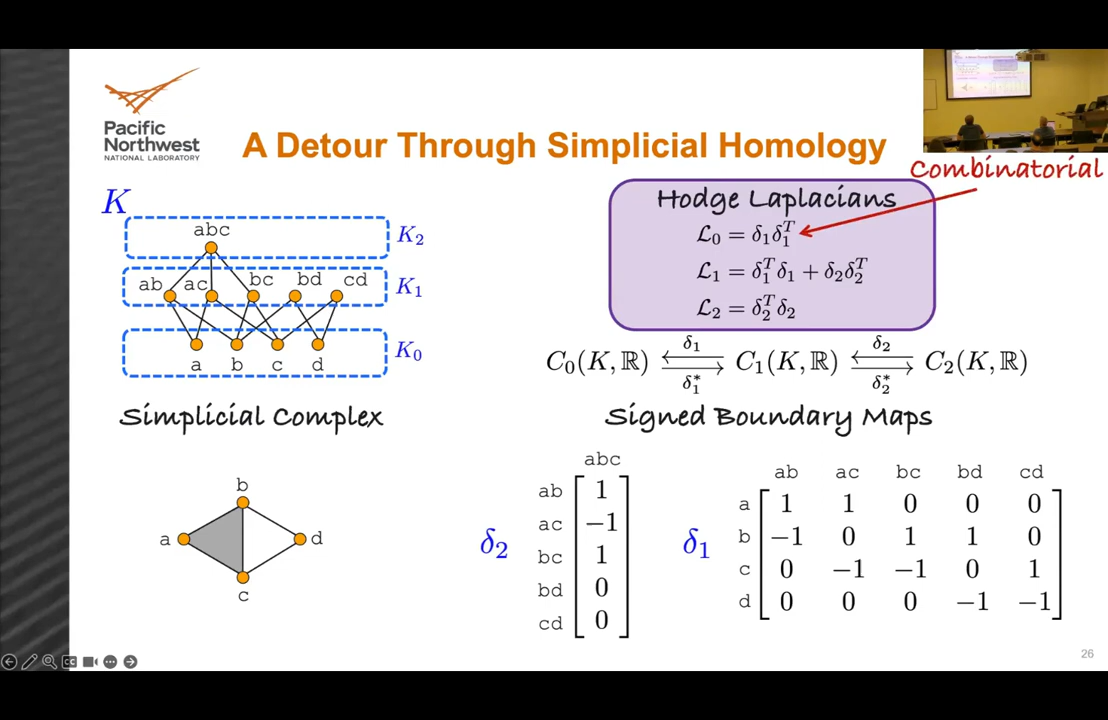 Pacific
Northwest
NATIONAL LABORATORY
A Detour Through Simplicial Homology
Combinatorial
K
abc
K₂
ab ac bc bd cd
K₁
a b c d
K₀
Simplicial Complex
b
a
d
c
Hodge Laplacians
ℒ₀ = δ₁δ₁ᵀ
ℒ₁ = δ₁ᵀδ₁ + δ₂δ₂ᵀ
ℒ₂ = δ₂ᵀδ₂
δ₁ δ₂
C₀(K, ℝ) C₁(K, ℝ) C₂(K, ℝ)
δ₁* δ₂*
Signed Boundary Maps
abc
ab 1
ac −1
δ₂
bc 1
bd 0
cd 0
ab ac bc bd cd
a 1 1 0 0 0
δ₁
b −1 0 1 1 0
c 0 −1 −1 0 1
d 0 0 0 −1 −1
26
CC